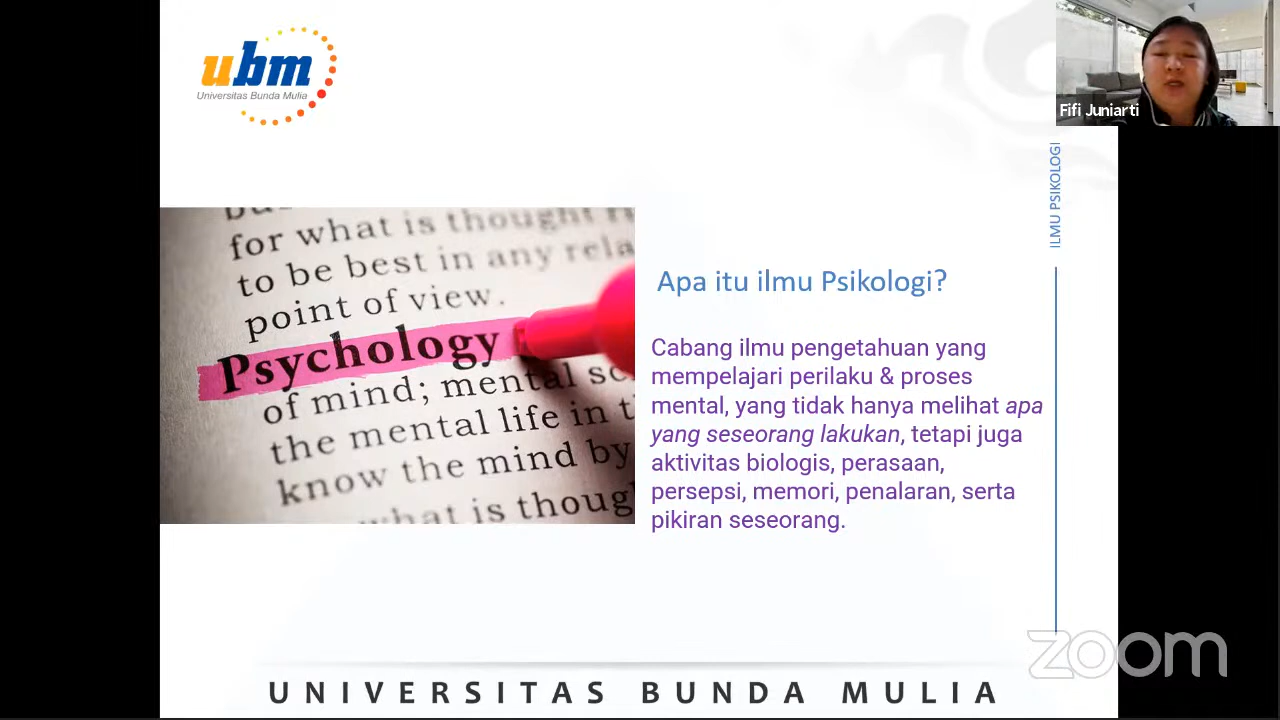 ubm
Universitas Bunda Mulia
Fifi Juniarti
ILMU PSIKOLOGI
for what is thought
to be best in any rela
point of view.
Psychology
of mind; mental sc
the mental life in t
know the mind by
what is thoug
Apa itu ilmu Psikologi?
Cabang ilmu pengetahuan yang
mempelajari perilaku & proses
mental, yang tidak hanya melihat apa
yang seseorang lakukan, tetapi juga
aktivitas biologis, perasaan,
persepsi, memori, penalaran, serta
pikiran seseorang.
zoom
UNIVERSITAS BUNDA MULIA